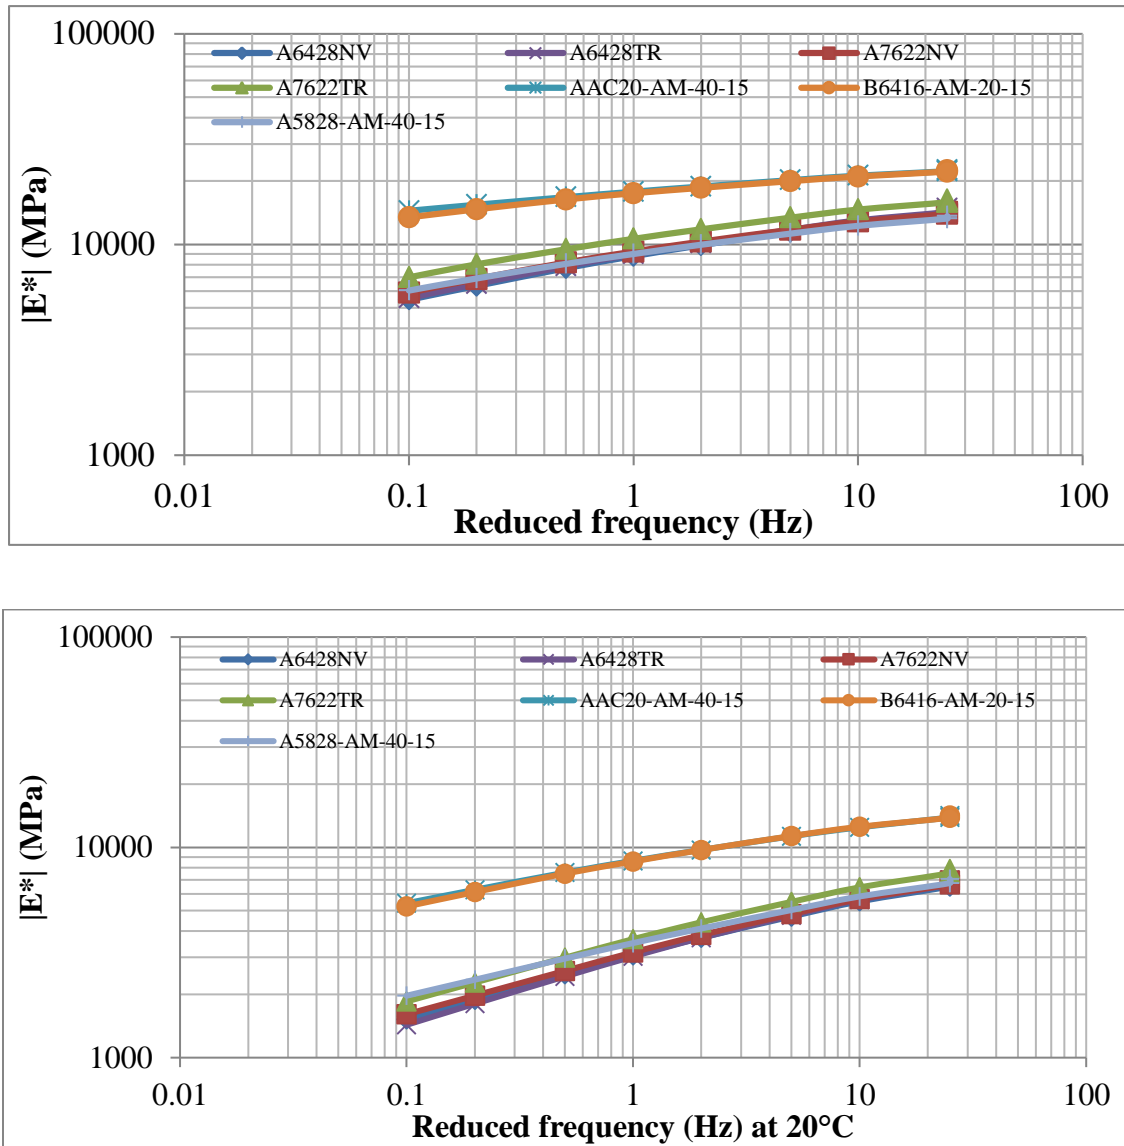 100000
A6428NV A6428TR A7622NV
A7622TR AAC20-AM-40-15 B6416-AM-20-15
A5828-AM-40-15
10000
1000
|E*| (MPa)
0.01 0.1 1 10 100
Reduced frequency (Hz)
100000
A6428NV A6428TR A7622NV
A7622TR AAC20-AM-40-15 B6416-AM-20-15
A5828-AM-40-15
10000
1000
|E*| (MPa)
0.01 0.1 1 10 100
Reduced frequency (Hz) at 20°C